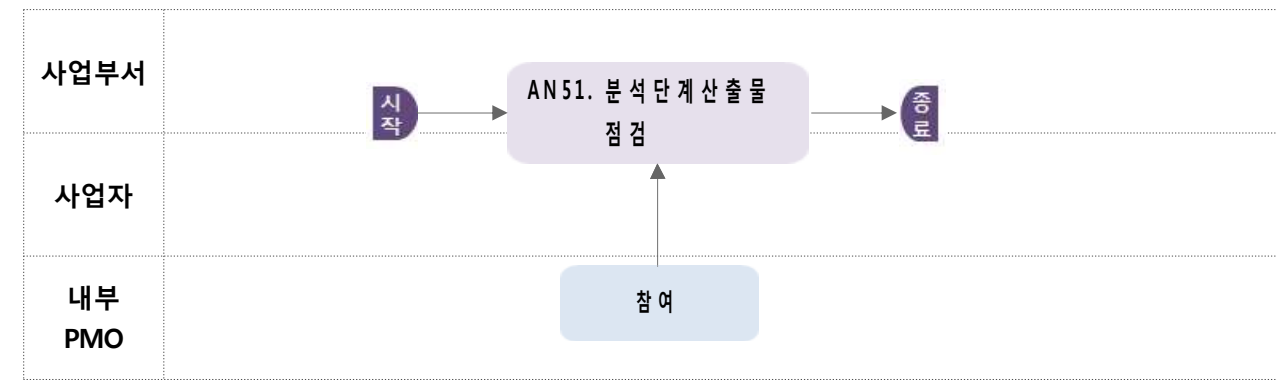 사업부서
시
작
AN51. 분석단계산출물
점검
종
료
사업자
내부
PMO
참여